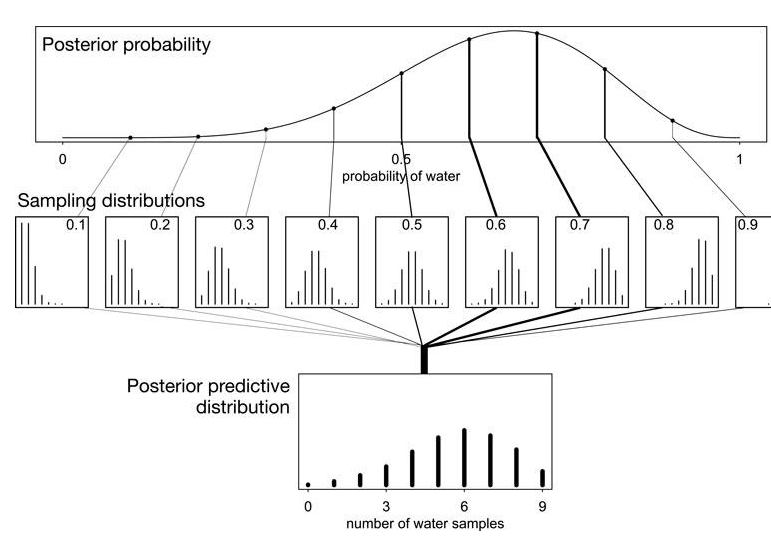 Posterior probability
0 0.5 1
probability of water
Sampling distributions
0.1 0.2 0.3 0.4 0.5 0.6 0.7 0.8 0.9
Posterior predictive
distribution
0 3 6 9
number of water samples